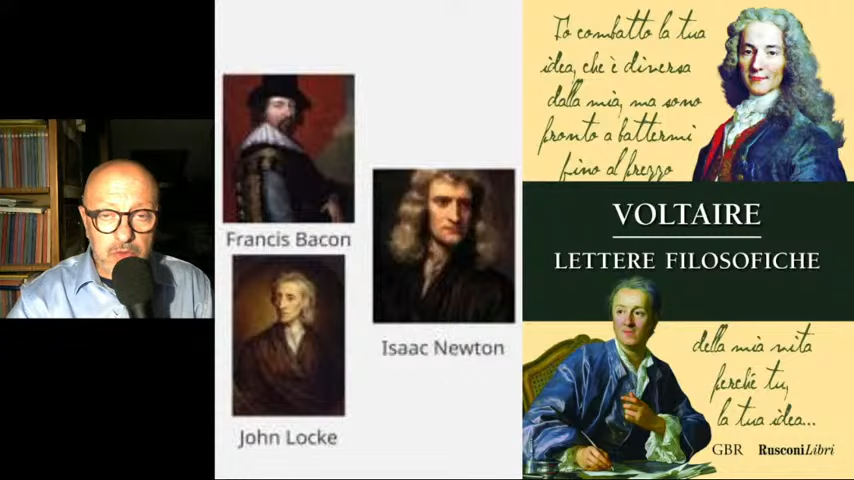 Francis Bacon
Isaac Newton
John Locke
Io combatto la tua
idea, che è diversa
dalla mia, ma sono
pronto a battermi
fino al prezzo
VOLTAIRE
LETTERE FILOSOFICHE
della mia vita
perché tu,
la tua idea...
GBR RusconiLibri